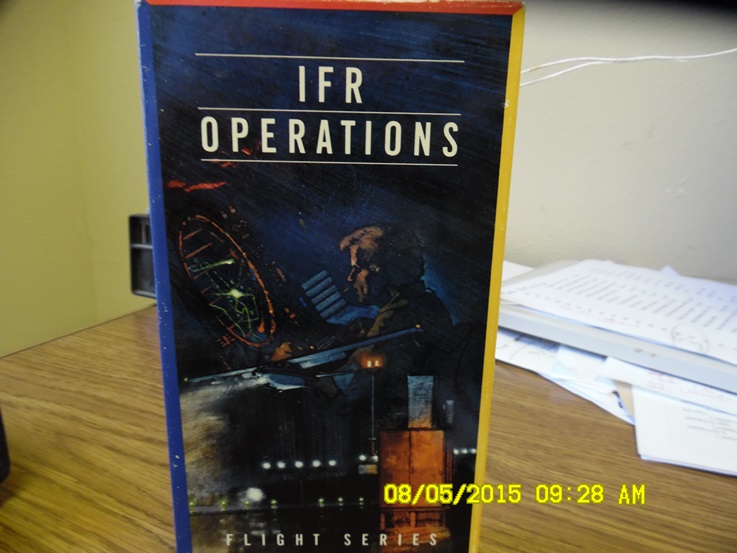 IFR
OPERATIONS
08/05/2015 09:28 AM
FLIGHT SERIES